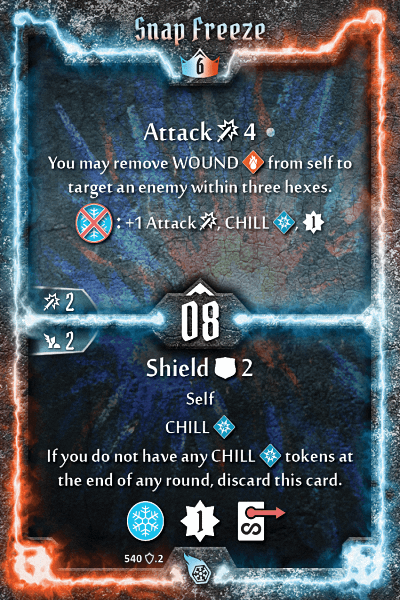 Snap Freeze
6
Attack 4
You may remove WOUND from self to
target an enemy within three hexes.
: +1 Attack , CHILL , 1
2
08
2
Shield 2
Self
CHILL
If you do not have any CHILL tokens at
the end of any round, discard this card.
1
540 .2